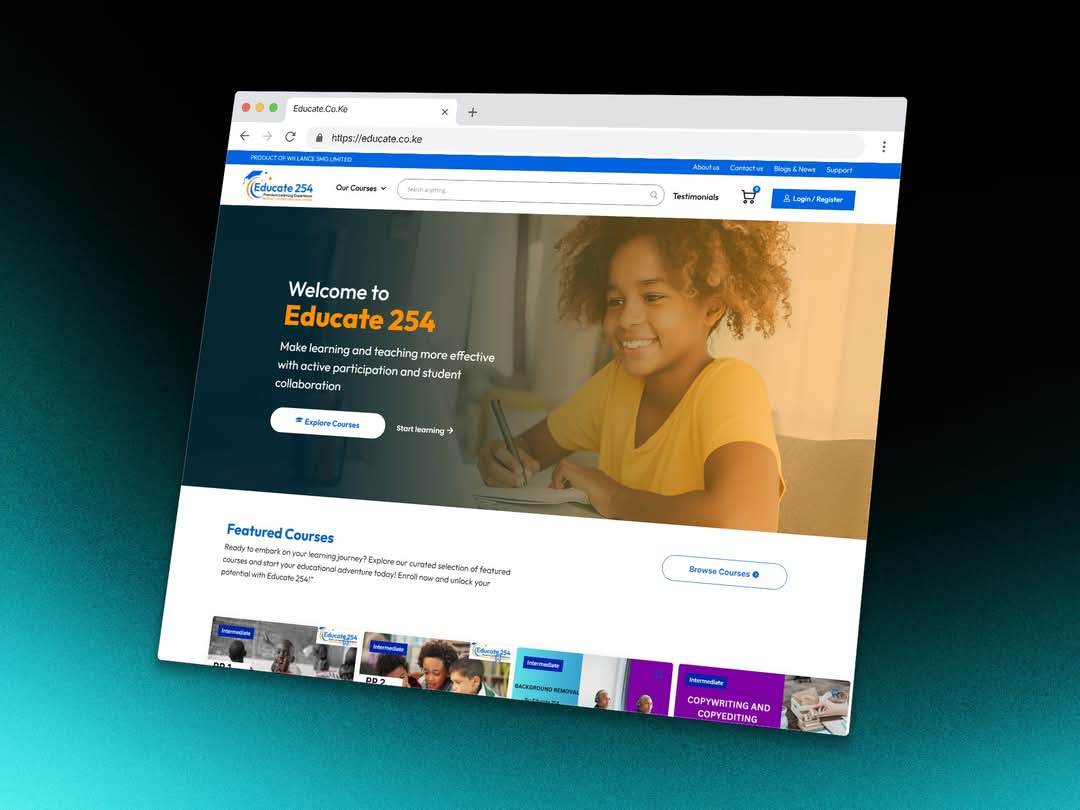 Educate.Co.Ke
https://educate.co.ke
PRODUCT OF WILLANCE SMG LIMITED
About us
Contact us
Blogs & News
Support
Educate 254
Premium Learning Experience
Our Courses
Search anything...
Testimonials
0
Login / Register
Welcome to
Educate 254
Make learning and teaching more effective
with active participation and student
collaboration
Explore Courses
Start learning
Featured Courses
Ready to embark on your learning journey? Explore our curated selection of featured
courses and start your educational adventure today! Enroll now and unlock your
potential with Educate 254!"
Browse Courses
Intermediate
Educate 254
PP 1
Intermediate
Educate 254
PP 2
Intermediate
BACKGROUND REMOVAL
Intermediate
COPYWRITING AND
COPYEDITING